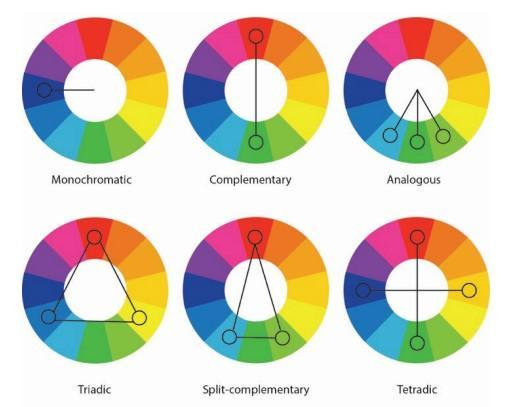 Monochromatic
Complementary
Analogous
Triadic
Split-complementary
Tetradic